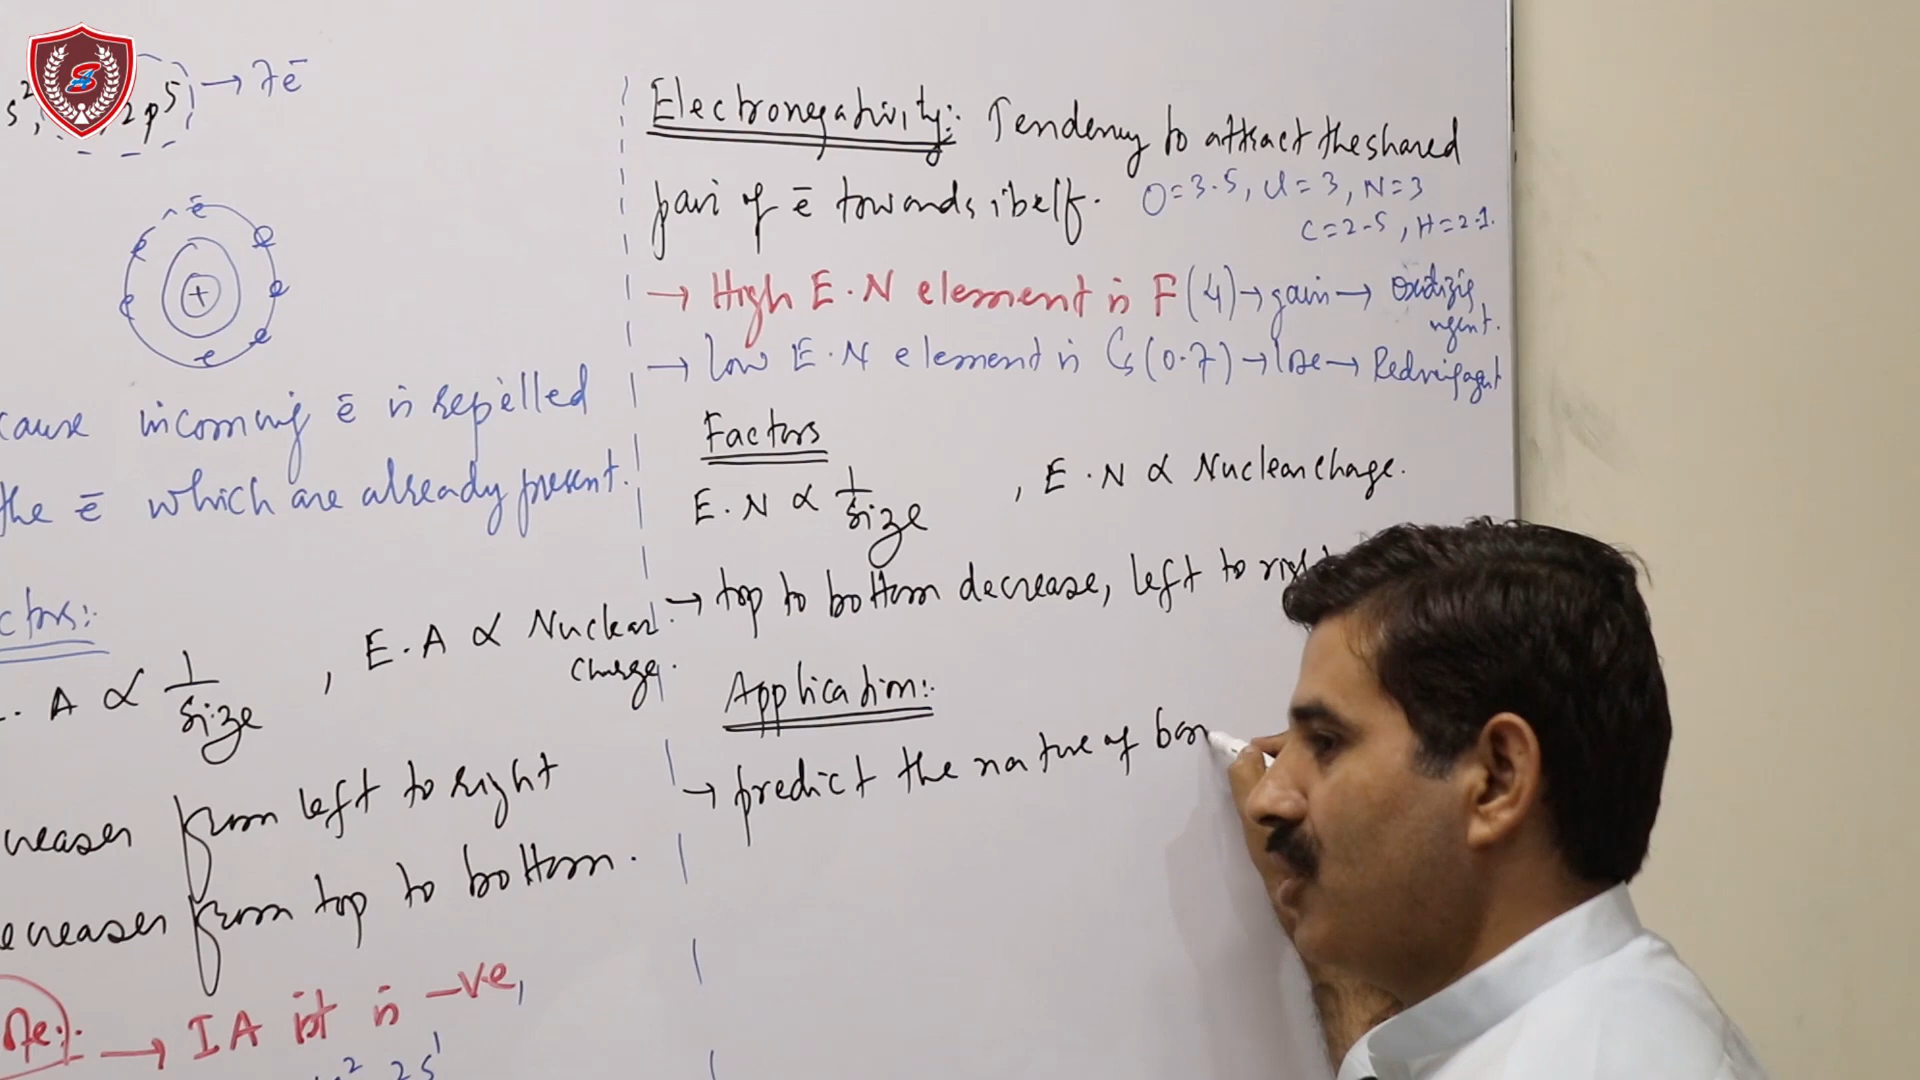 s², 2p⁵ → 7ē
ē
e e
+
e e
e e
cause incoming ē is repelled
the ē which are already present.
ctors:-
A ∝ 1/size , E.A ∝ Nuclear
Charge.
creases from left to right
ecreases from top to bottom.
→ IA ist is -ve,
2s¹
Electronegativity:- Tendency to attract the shared
pair of ē towards itself. O=3.5, Cl=3, N=3
C=2.5, H=2.1.
→ High E.N element is F(4) → gain → oxidizing
agent.
→ low E.N element is Cs(0.7) → lose → Reducing agent
Factors
E.N ∝ 1/size , E.N ∝ Nuclear Charge.
→ top to bottom decrease, left to right
Application:-
→ predict the nature of bon